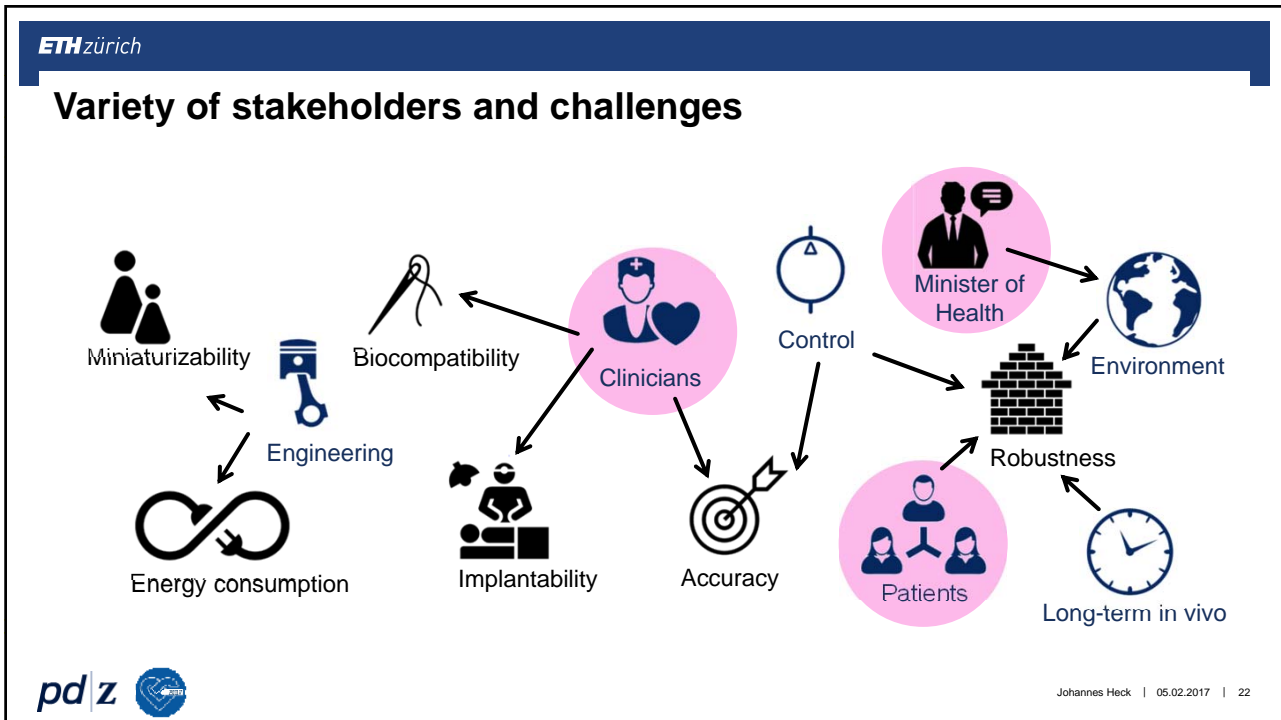 ETH zürich
Variety of stakeholders and challenges
Minister of
Health
Miniaturizability
Biocompatibility
Clinicians
Control
Environment
Engineering
Robustness
Energy consumption
Implantability
Accuracy
Patients
Long-term in vivo
pd|z
Johannes Heck | 05.02.2017 | 22